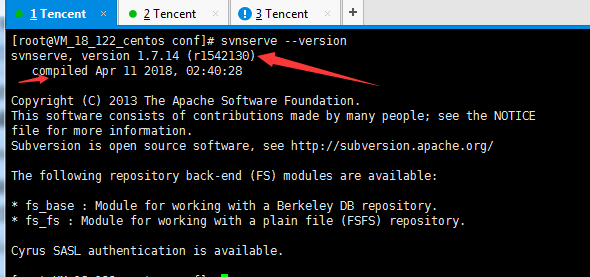 1 Tencent × 2 Tencent × 3 Tencent × +
[root@VM_18_122_centos conf]# svnserve --version
svnserve, version 1.7.14 (r1542130)
compiled Apr 11 2018, 02:40:28
Copyright (C) 2013 The Apache Software Foundation.
This software consists of contributions made by many people; see the NOTICE
file for more information.
Subversion is open source software, see http://subversion.apache.org/
The following repository back-end (FS) modules are available:
* fs_base : Module for working with a Berkeley DB repository.
* fs_fs : Module for working with a plain file (FSFS) repository.
Cyrus SASL authentication is available.